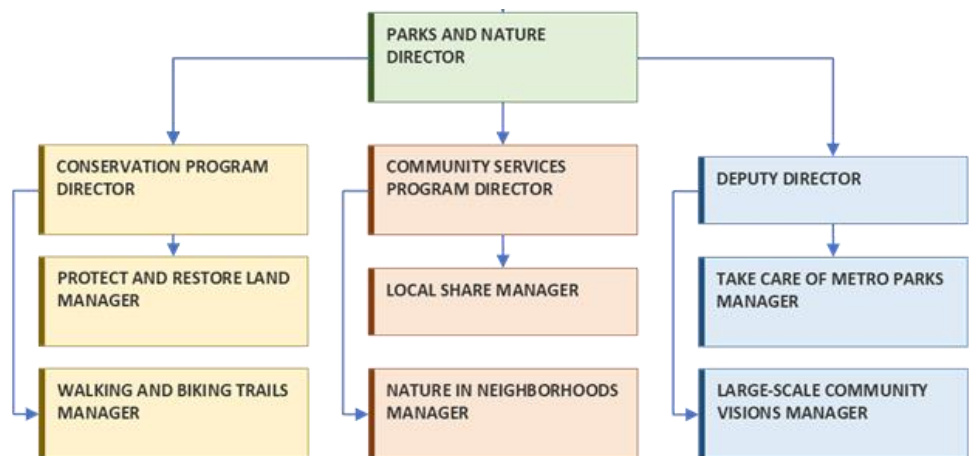 PARKS AND NATURE
DIRECTOR
CONSERVATION PROGRAM
DIRECTOR
COMMUNITY SERVICES
PROGRAM DIRECTOR
DEPUTY DIRECTOR
PROTECT AND RESTORE LAND
MANAGER
LOCAL SHARE MANAGER
TAKE CARE OF METRO PARKS
MANAGER
WALKING AND BIKING TRAILS
MANAGER
NATURE IN NEIGHBORHOODS
MANAGER
LARGE-SCALE COMMUNITY
VISIONS MANAGER